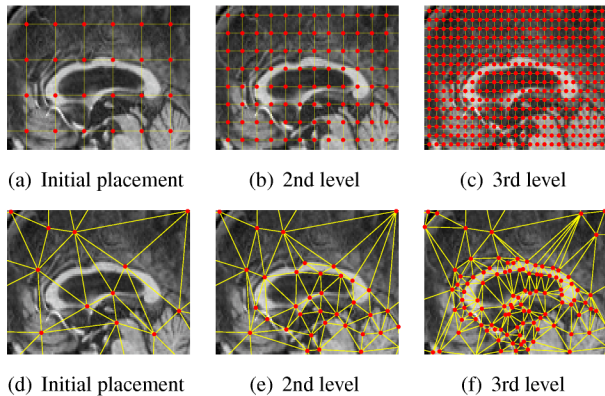 (a) Initial placement (b) 2nd level (c) 3rd level
(d) Initial placement (e) 2nd level (f) 3rd level